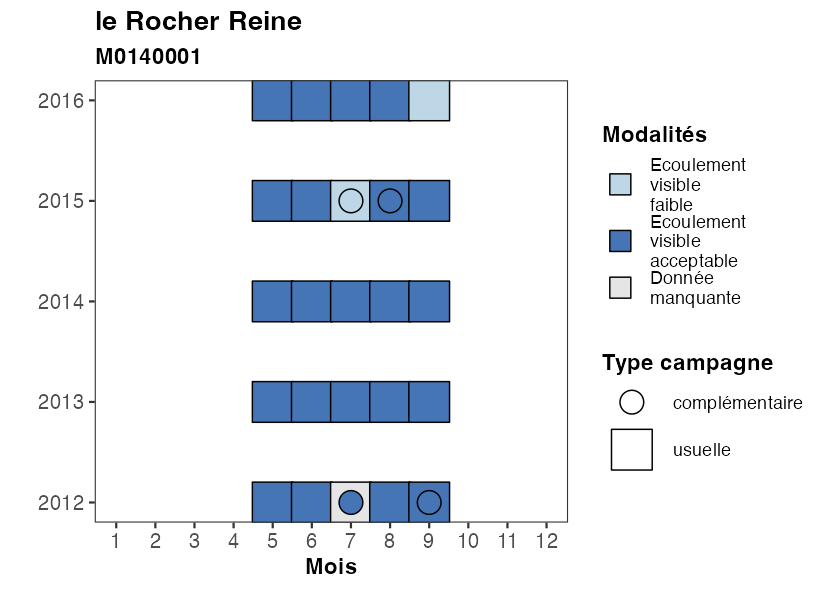 le Rocher Reine
M0140001
2016
2015
2014
2013
2012
1 2 3 4 5 6 7 8 9 10 11 12
Mois
Modalités
Ecoulement
visible
faible
Ecoulement
visible
acceptable
Donnée
manquante
Type campagne
complémentaire
usuelle